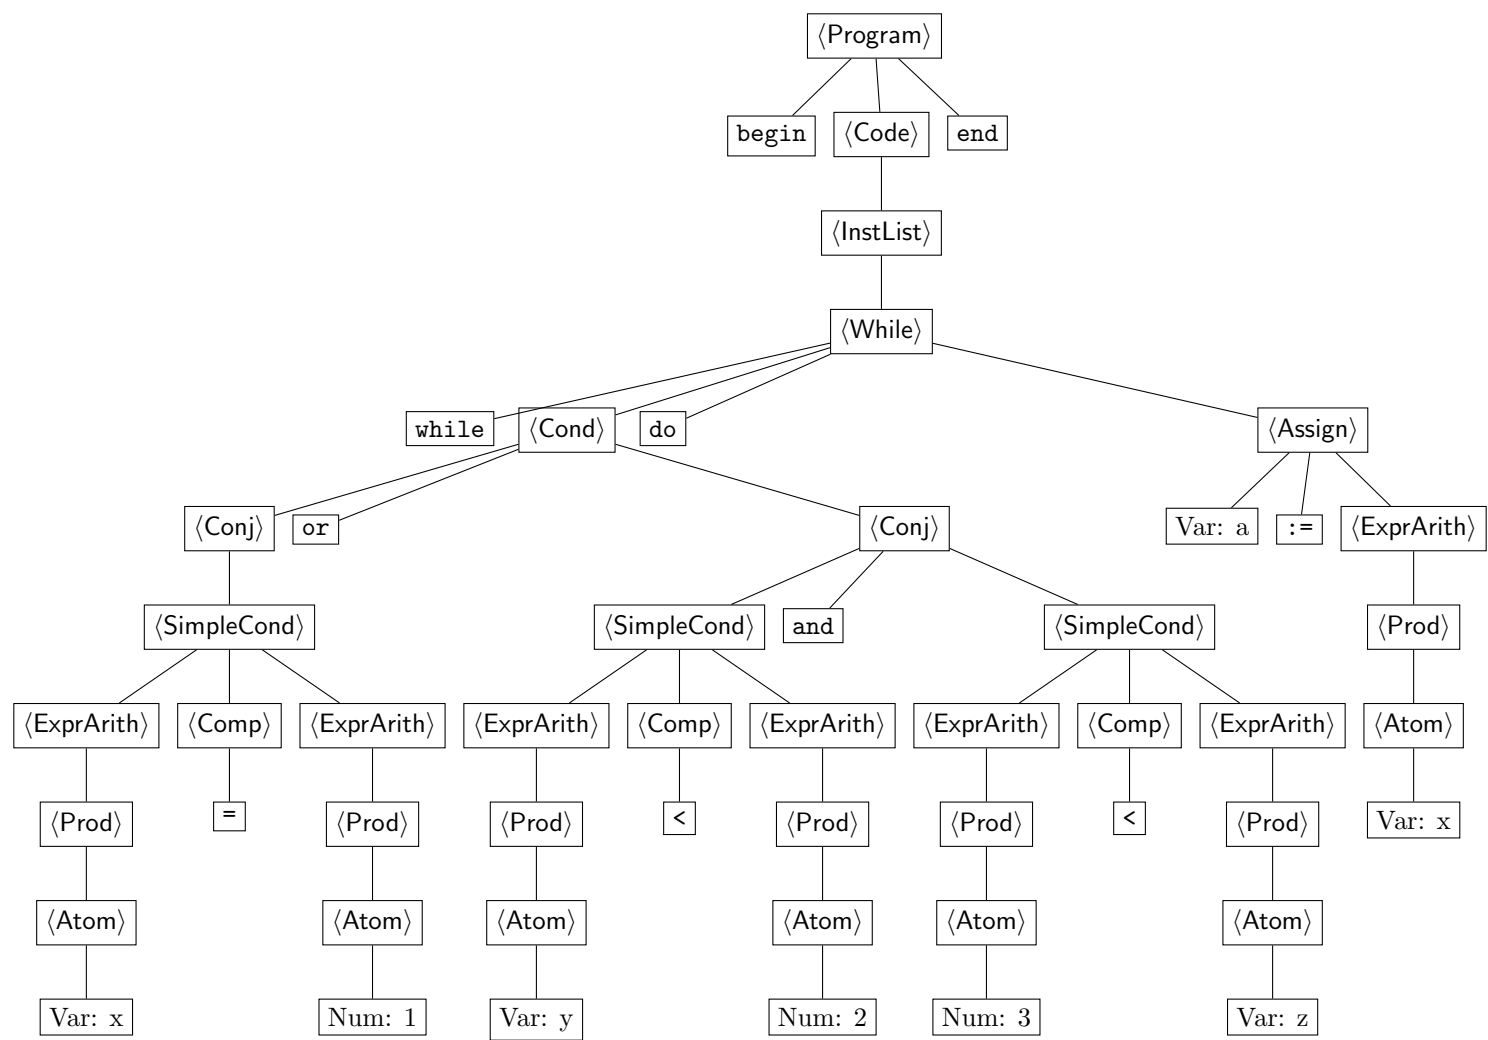 ⟨Program⟩
begin ⟨Code⟩ end
⟨InstList⟩
⟨While⟩
while ⟨Cond⟩ do ⟨Assign⟩
⟨Conj⟩ or ⟨Conj⟩ Var: a := ⟨ExprArith⟩
⟨SimpleCond⟩ ⟨SimpleCond⟩ and ⟨SimpleCond⟩ ⟨Prod⟩
⟨ExprArith⟩ ⟨Comp⟩ ⟨ExprArith⟩ ⟨ExprArith⟩ ⟨Comp⟩ ⟨ExprArith⟩ ⟨ExprArith⟩ ⟨Comp⟩ ⟨ExprArith⟩ ⟨Atom⟩
⟨Prod⟩ = ⟨Prod⟩ ⟨Prod⟩ < ⟨Prod⟩ ⟨Prod⟩ < ⟨Prod⟩ Var: x
⟨Atom⟩ ⟨Atom⟩ ⟨Atom⟩ ⟨Atom⟩ ⟨Atom⟩ ⟨Atom⟩
Var: x Num: 1 Var: y Num: 2 Num: 3 Var: z